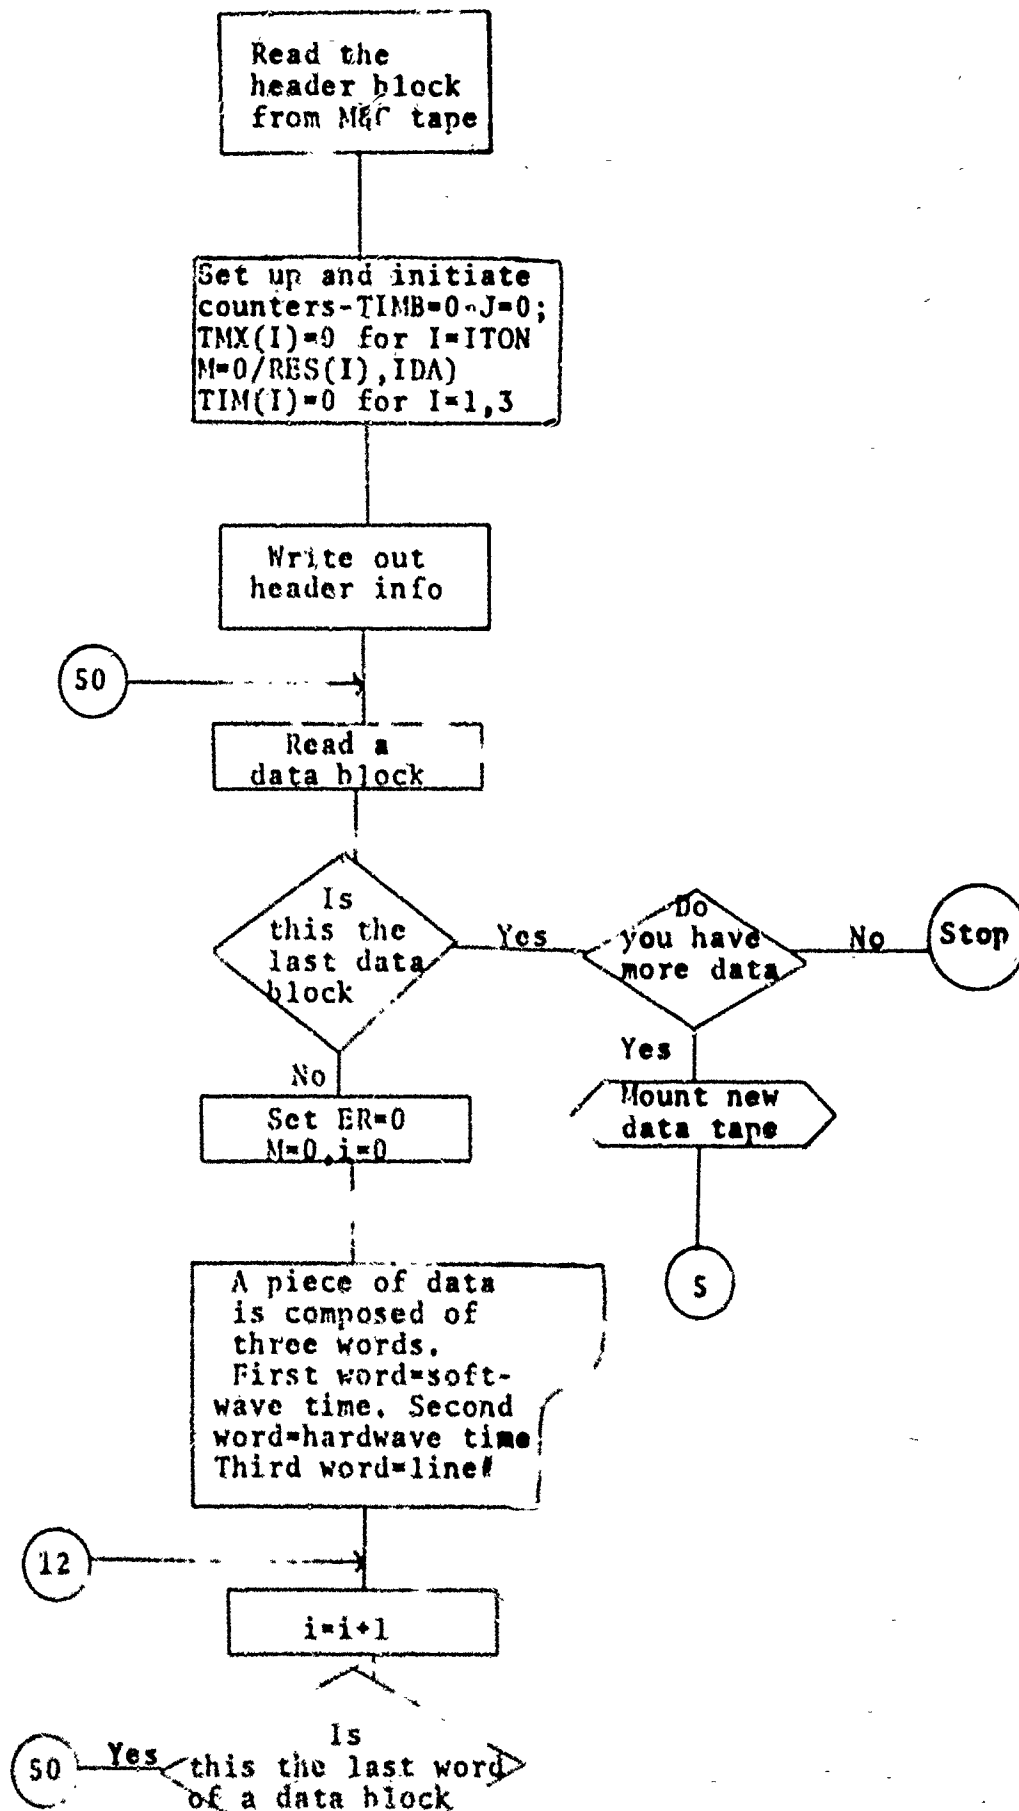 Read the
header block
from M&C tape
Set up and initiate
counters-TIMB=0-J=0;
TMX(I)=0 for I=ITON
M=0/RES(I),IDA)
TIM(I)=0 for I=1,3
Write out
header info
50
Read a
data block
Is
this the
last data
block
Yes
Do
you have
more data
No
Stop
Yes
Mount new
data tape
S
No
Set ER=0
M=0,i=0
A piece of data
is composed of
three words.
First word=soft-
wave time. Second
word=hardwave time
Third word=line#
12
i=i+1
Is
this the last word
of a data block
Yes
50